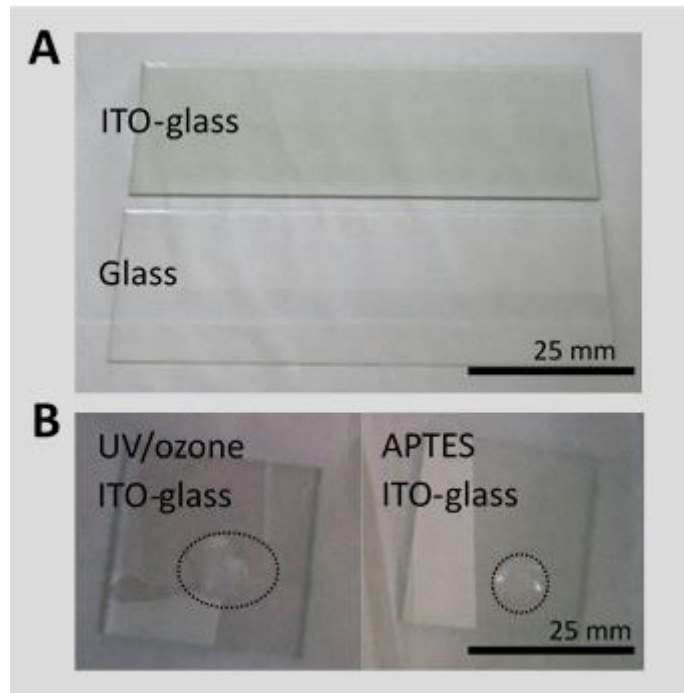 A
ITO-glass
Glass
25 mm
B
UV/ozone
ITO-glass
APTES
ITO-glass
25 mm